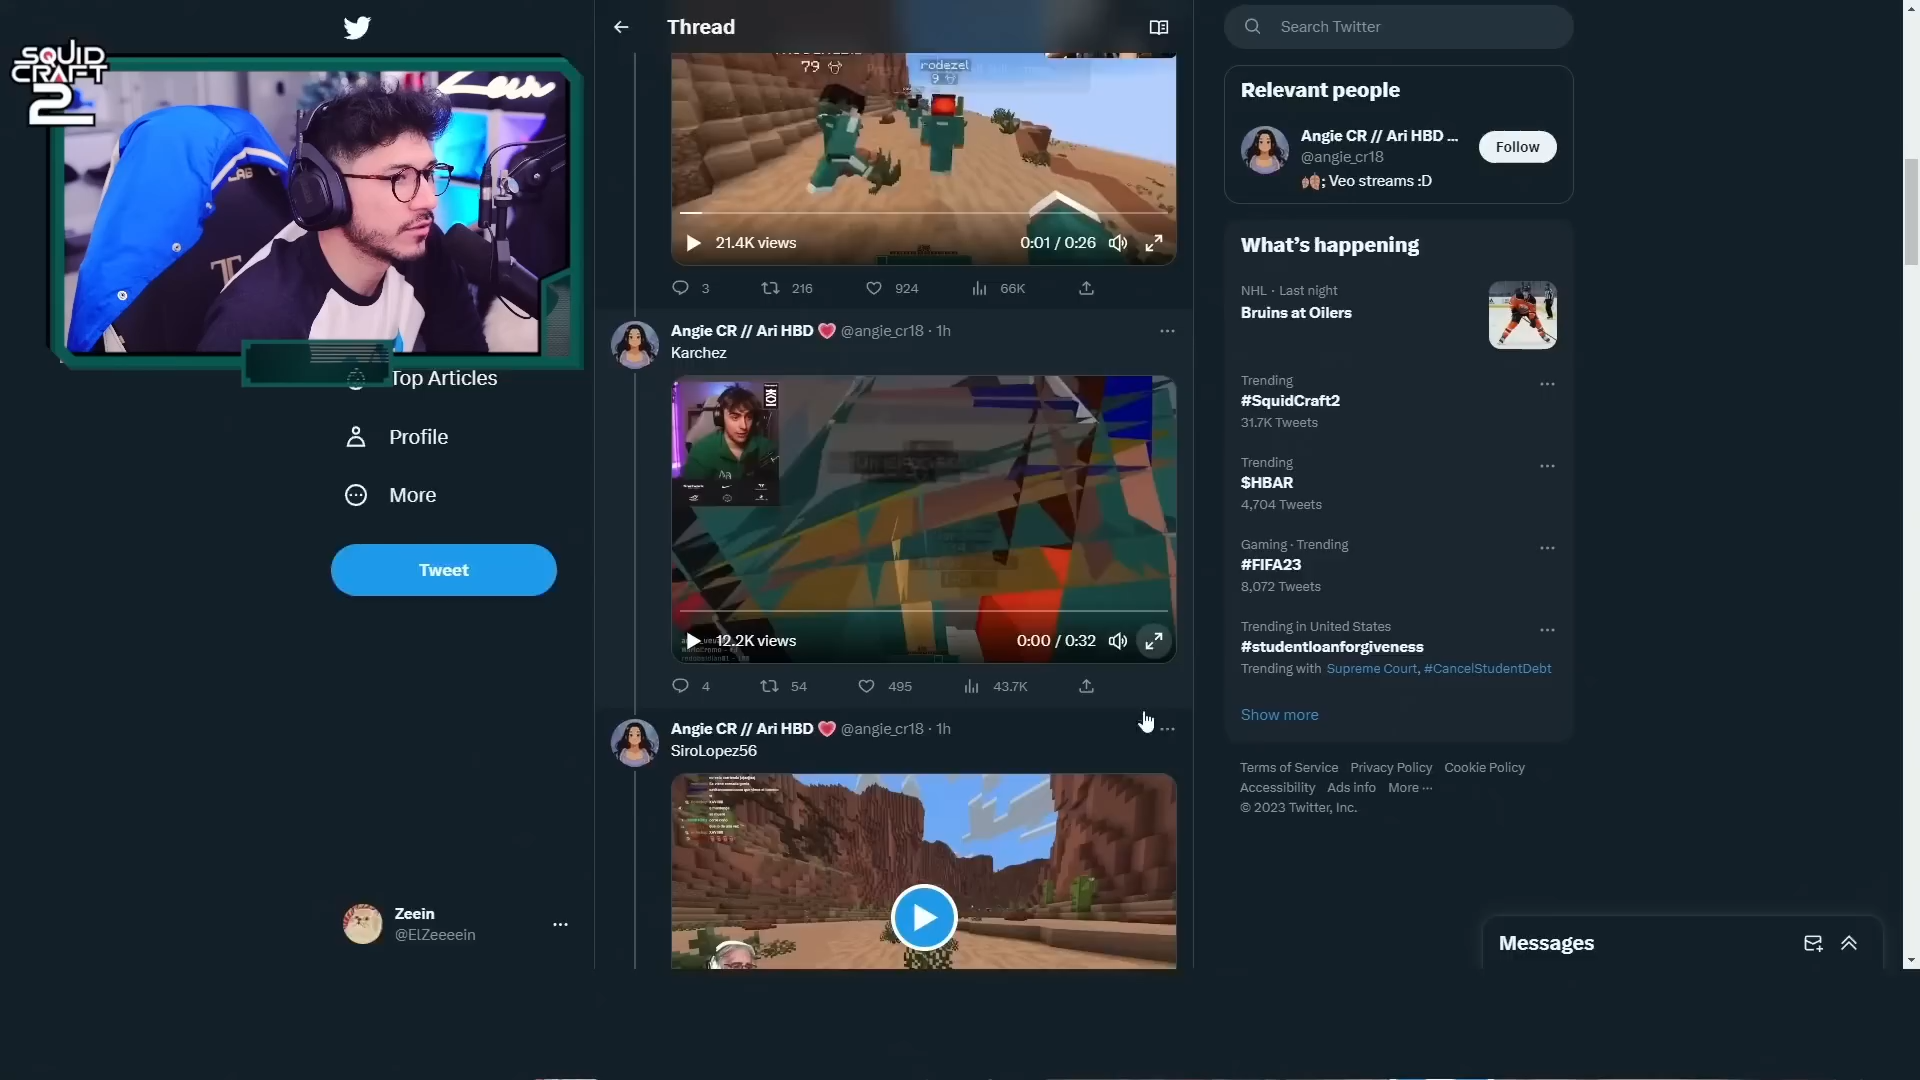 SQUID
CRAFT
2
Zein
Top Articles
Profile
More
Tweet
Zeein
@ElZeeeein
Thread
79
rodezel
9
21.4K views
0:01 / 0:26
3
216
924
66K
Angie CR // Ari HBD @angie_cr18 · 1h
Karchez
KOI
12.2K views
0:00 / 0:32
4
54
495
43.7K
Angie CR // Ari HBD @angie_cr18 · 1h
SiroLopez56
Search Twitter
Relevant people
Angie CR // Ari HBD ...
@angie_cr18
Follow
; Veo streams :D
What's happening
NHL · Last night
Bruins at Oilers
Trending
#SquidCraft2
31.7K Tweets
Trending
$HBAR
4,704 Tweets
Gaming · Trending
#FIFA23
8,072 Tweets
Trending in United States
#studentloanforgiveness
Trending with Supreme Court, #CancelStudentDebt
Show more
Terms of Service Privacy Policy Cookie Policy
Accessibility Ads info More ...
© 2023 Twitter, Inc.
Messages